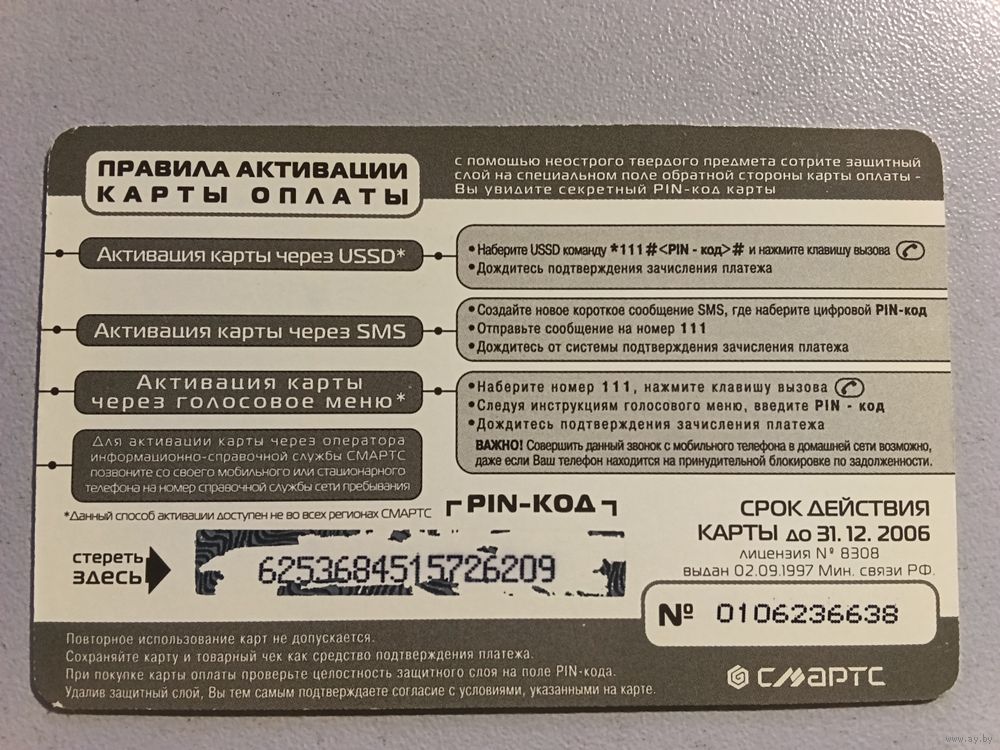 ПРАВИЛА АКТИВАЦИИ
КАРТЫ ОПЛАТЫ
с помощью неострого твердого предмета сотрите защитный
слой на специальном поле обратной стороны карты оплаты -
Вы увидите секретный PIN-код карты
Активация карты через USSD*
• Наберите USSD команду *111#<PIN - код># и нажмите клавишу вызова
• Дождитесь подтверждения зачисления платежа
Активация карты через SMS
• Создайте новое короткое сообщение SMS, где наберите цифровой PIN-код
• Отправьте сообщение на номер 111
• Дождитесь от системы подтверждения зачисления платежа
Активация карты
через голосовое меню*
• Наберите номер 111, нажмите клавишу вызова
• Следуя инструкциям голосового меню, введите PIN - код
• Дождитесь подтверждения зачисления платежа
ВАЖНО! Совершить данный звонок с мобильного телефона в домашней сети возможно,
даже если Ваш телефон находится на принудительной блокировке по задолженности.
Для активации карты через оператора
информационно-справочной службы СМАРТС
позвоните со своего мобильного или стационарного
телефона на номер справочной службы сети пребывания
*Данный способ активации доступен не во всех регионах СМАРТС
PIN-КОД
стереть
здесь
6253684515726209
СРОК ДЕЙСТВИЯ
КАРТЫ до 31. 12. 2006
лицензия № 8308
выдан 02.09.1997 Мин. связи РФ.
№ 0106236638
Повторное использование карт не допускается.
Сохраняйте карту и товарный чек как средство подтверждения платежа.
При покупке карты оплаты проверьте целостность защитного слоя на поле PIN-кода.
Удалив защитный слой, Вы тем самым подтверждаете согласие с условиями, указанными на карте.
СМАРТС
www.ay.by